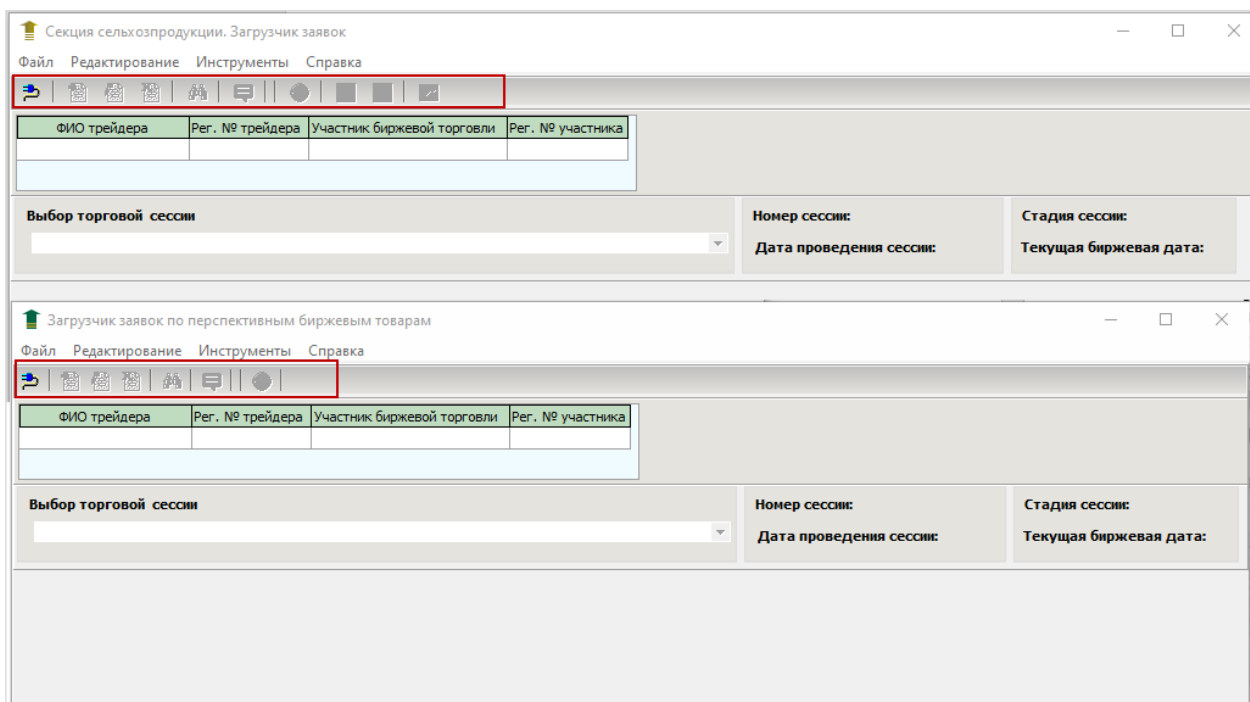 Секция сельхозпродукции. Загрузчик заявок
Файл Редактирование Инструменты Справка
ФИО трейдера Рег. № трейдера Участник биржевой торговли Рег. № участника
Выбор торговой сессии Номер сессии: Стадия сессии:
Дата проведения сессии: Текущая биржевая дата:
Загрузчик заявок по перспективным биржевым товарам
Файл Редактирование Инструменты Справка
ФИО трейдера Рег. № трейдера Участник биржевой торговли Рег. № участника
Выбор торговой сессии Номер сессии: Стадия сессии:
Дата проведения сессии: Текущая биржевая дата: